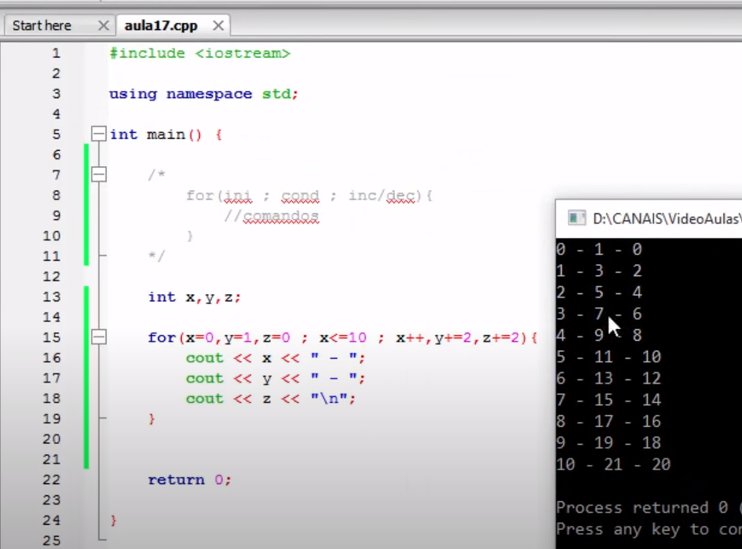 Start here aula17.cpp
1 #include <iostream>
2
3 using namespace std;
4
5 int main() {
6
7 /*
8 for(ini ; cond ; inc/dec){
9 //comandos
10 }
11 */
12
13 int x,y,z;
14
15 for(x=0,y=1,z=0 ; x<=10 ; x++,y+=2,z+=2){
16 cout << x << " - ";
17 cout << y << " - ";
18 cout << z << "\n";
19 }
20
21
22 return 0;
23
24 }
25
D:\CANAIS\VideoAulas\
0 - 1 - 0
1 - 3 - 2
2 - 5 - 4
3 - 7 - 6
4 - 9 - 8
5 - 11 - 10
6 - 13 - 12
7 - 15 - 14
8 - 17 - 16
9 - 19 - 18
10 - 21 - 20
Process returned 0 (
Press any key to con